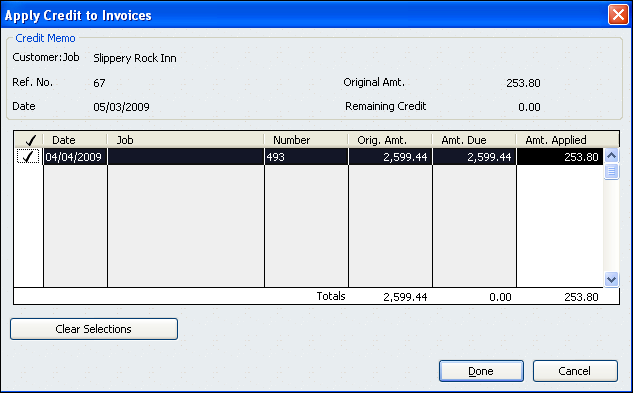 Apply Credit to Invoices
Credit Memo
Customer:Job Slippery Rock Inn
Ref. No. 67 Original Amt. 253.80
Date 05/03/2009 Remaining Credit 0.00
✓ Date Job Number Orig. Amt. Amt. Due Amt. Applied
✓ 04/04/2009 493 2,599.44 2,599.44 253.80
Totals 2,599.44 0.00 253.80
Clear Selections
Done Cancel